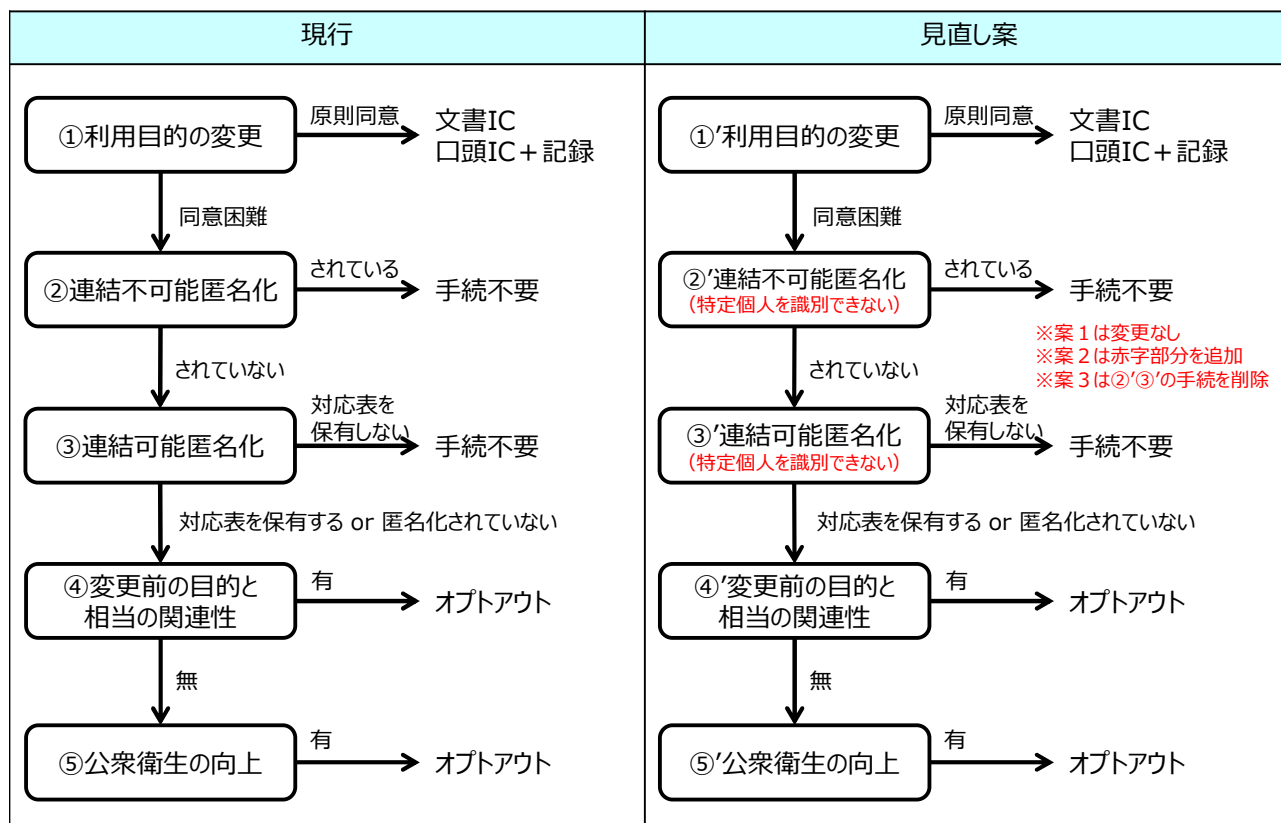 現行
①利用目的の変更
原則同意
文書IC
口頭IC+記録
同意困難
②連結不可能匿名化
されている
手続不要
されていない
③連結可能匿名化
対応表を
保有しない
手続不要
対応表を保有する or 匿名化されていない
④変更前の目的と
相当の関連性
有
オプトアウト
無
⑤公衆衛生の向上
有
オプトアウト
見直し案
①′利用目的の変更
原則同意
文書IC
口頭IC+記録
同意困難
②′連結不可能匿名化
(特定個人を識別できない)
されている
手続不要
※案1は変更なし
※案2は赤字部分を追加
※案3は②′③′の手続を削除
されていない
③′連結可能匿名化
(特定個人を識別できない)
対応表を
保有しない
手続不要
対応表を保有する or 匿名化されていない
④′変更前の目的と
相当の関連性
有
オプトアウト
無
⑤′公衆衛生の向上
有
オプトアウト